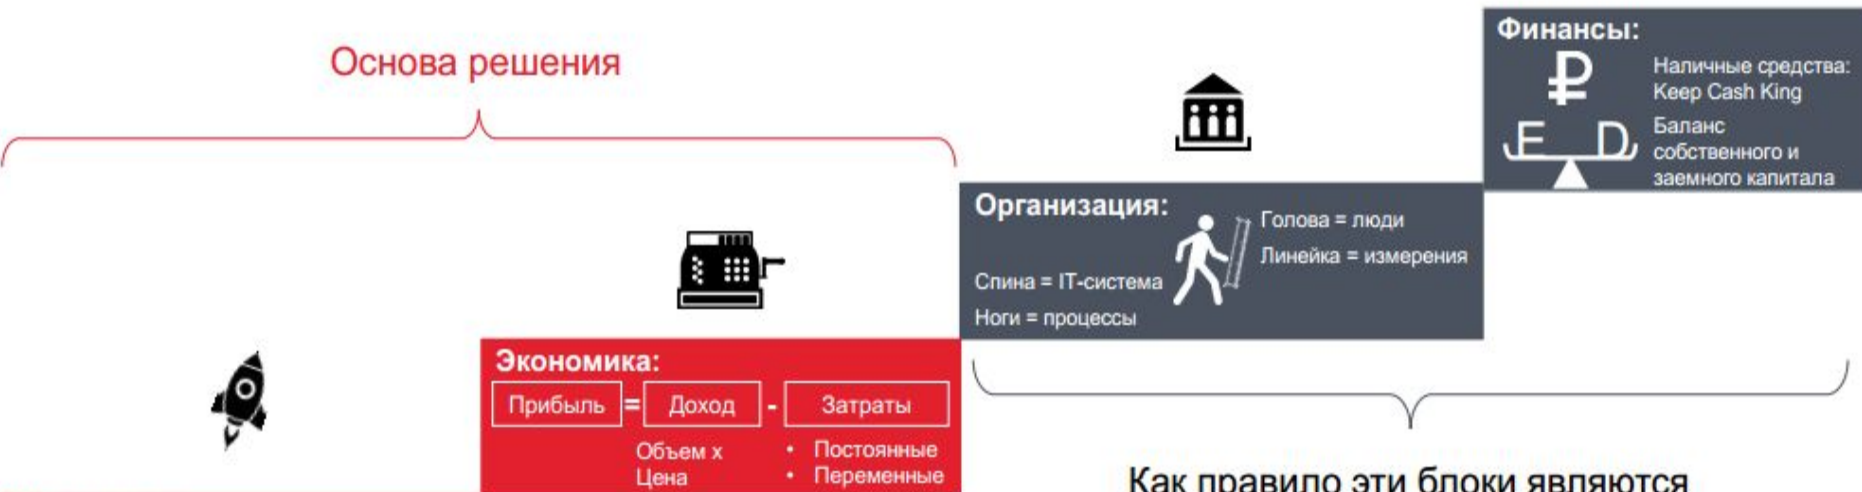 Основа решения
Финансы:
₽
Наличные средства:
Keep Cash King
E D
Баланс
собственного и
заемного капитала
Организация:
Голова = люди
Линейка = измерения
Спина = IT-система
Ноги = процессы
Экономика:
Прибыль = Доход - Затраты
Объем x
Цена
• Постоянные
• Переменные
Как правило эти блоки являются